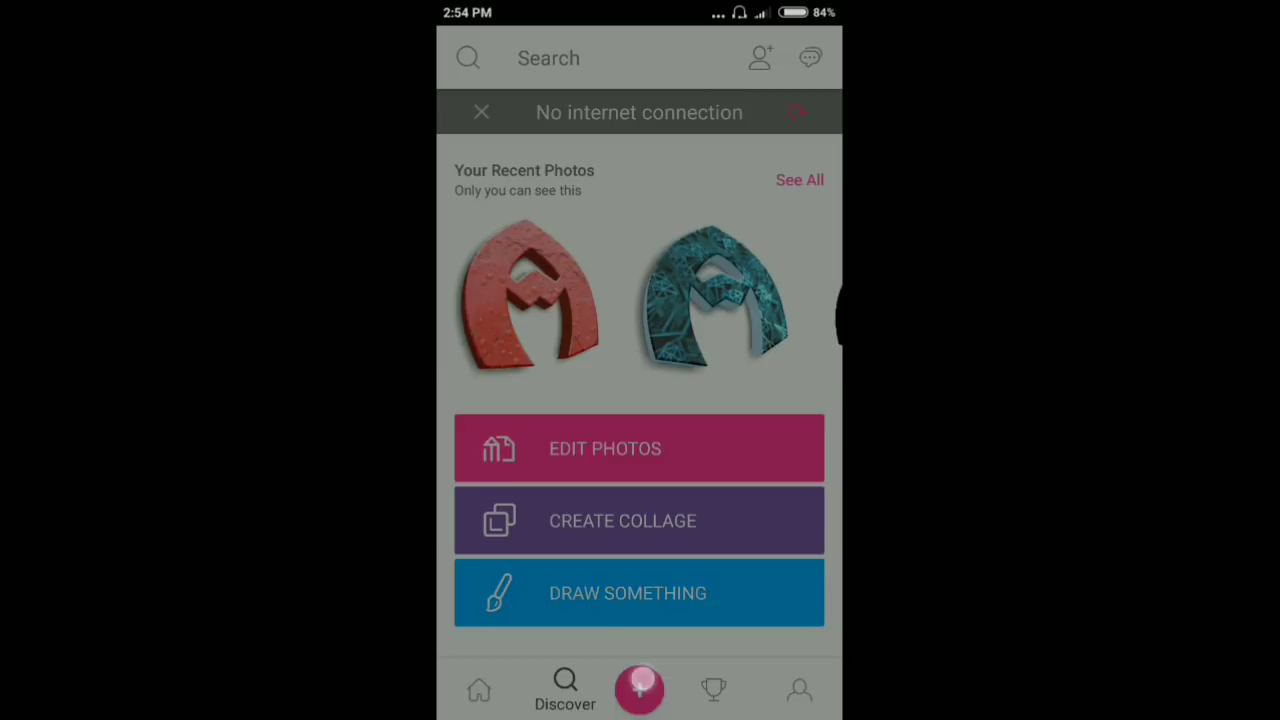 2:54 PM
84%
Search
No internet connection
Your Recent Photos
Only you can see this
See All
EDIT PHOTOS
CREATE COLLAGE
DRAW SOMETHING
Discover